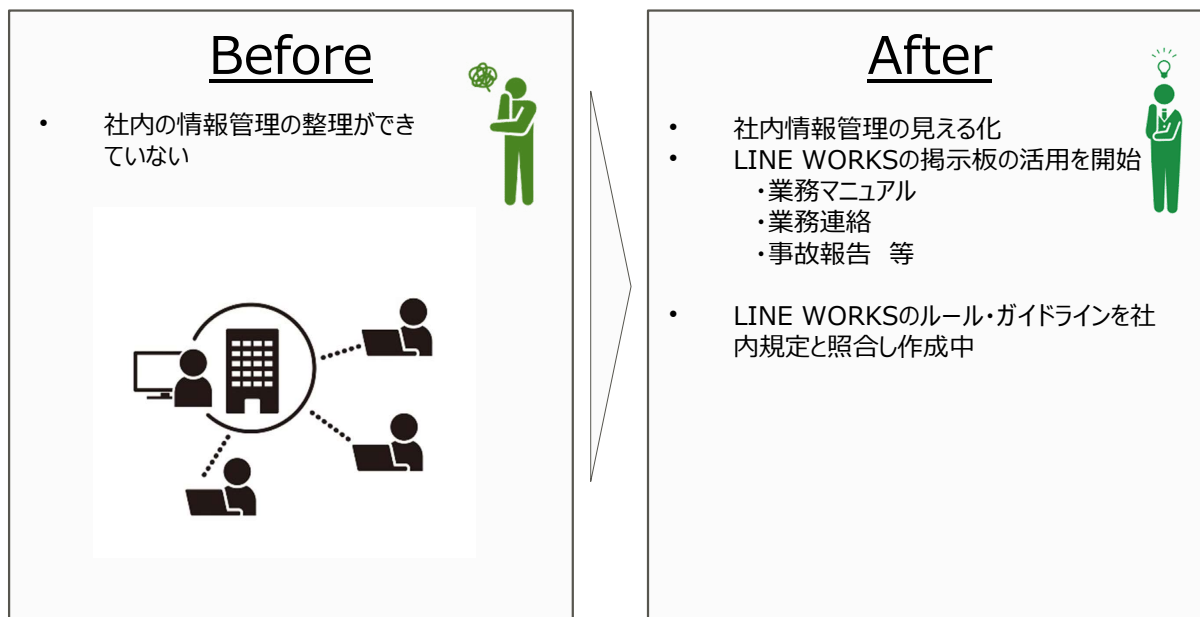 Before
• 社内の情報管理の整理ができ
ていない
After
• 社内情報管理の見える化
• LINE WORKSの掲示板の活用を開始
・業務マニュアル
・業務連絡
・事故報告　等
• LINE WORKSのルール・ガイドラインを社
内規定と照合し作成中